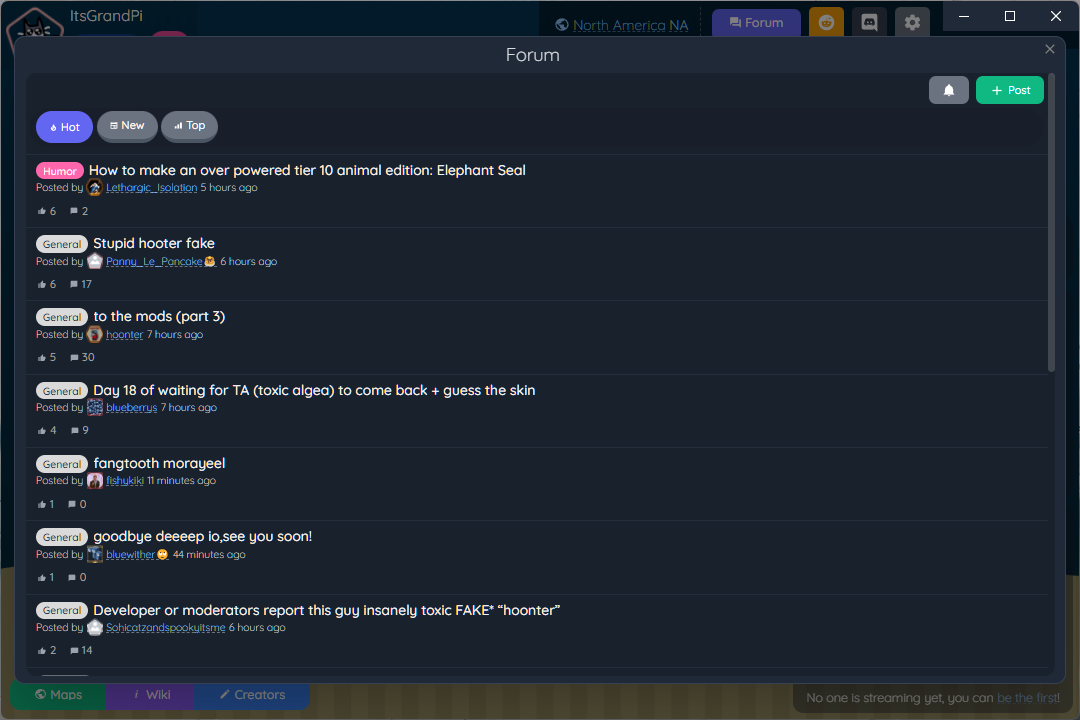 ItsGrandPi
North America NA
Forum
Forum
Post
Hot
New
Top
Humor How to make an over powered tier 10 animal edition: Elephant Seal
Posted by Lethargic_Isolation 5 hours ago
6 2
General Stupid hooter fake
Posted by Panny_Le_Pancake 6 hours ago
6 17
General to the mods (part 3)
Posted by hoonter 7 hours ago
5 30
General Day 18 of waiting for TA (toxic algea) to come back + guess the skin
Posted by blueberrys 7 hours ago
4 9
General fangtooth morayeel
Posted by fishykiki 11 minutes ago
1 0
General goodbye deeeep io,see you soon!
Posted by bluewither 44 minutes ago
1 0
General Developer or moderators report this guy insanely toxic FAKE* “hoonter”
Posted by Sohicatzandspookyitsme 6 hours ago
2 14
Maps
Wiki
Creators
No one is streaming yet, you can be the first!